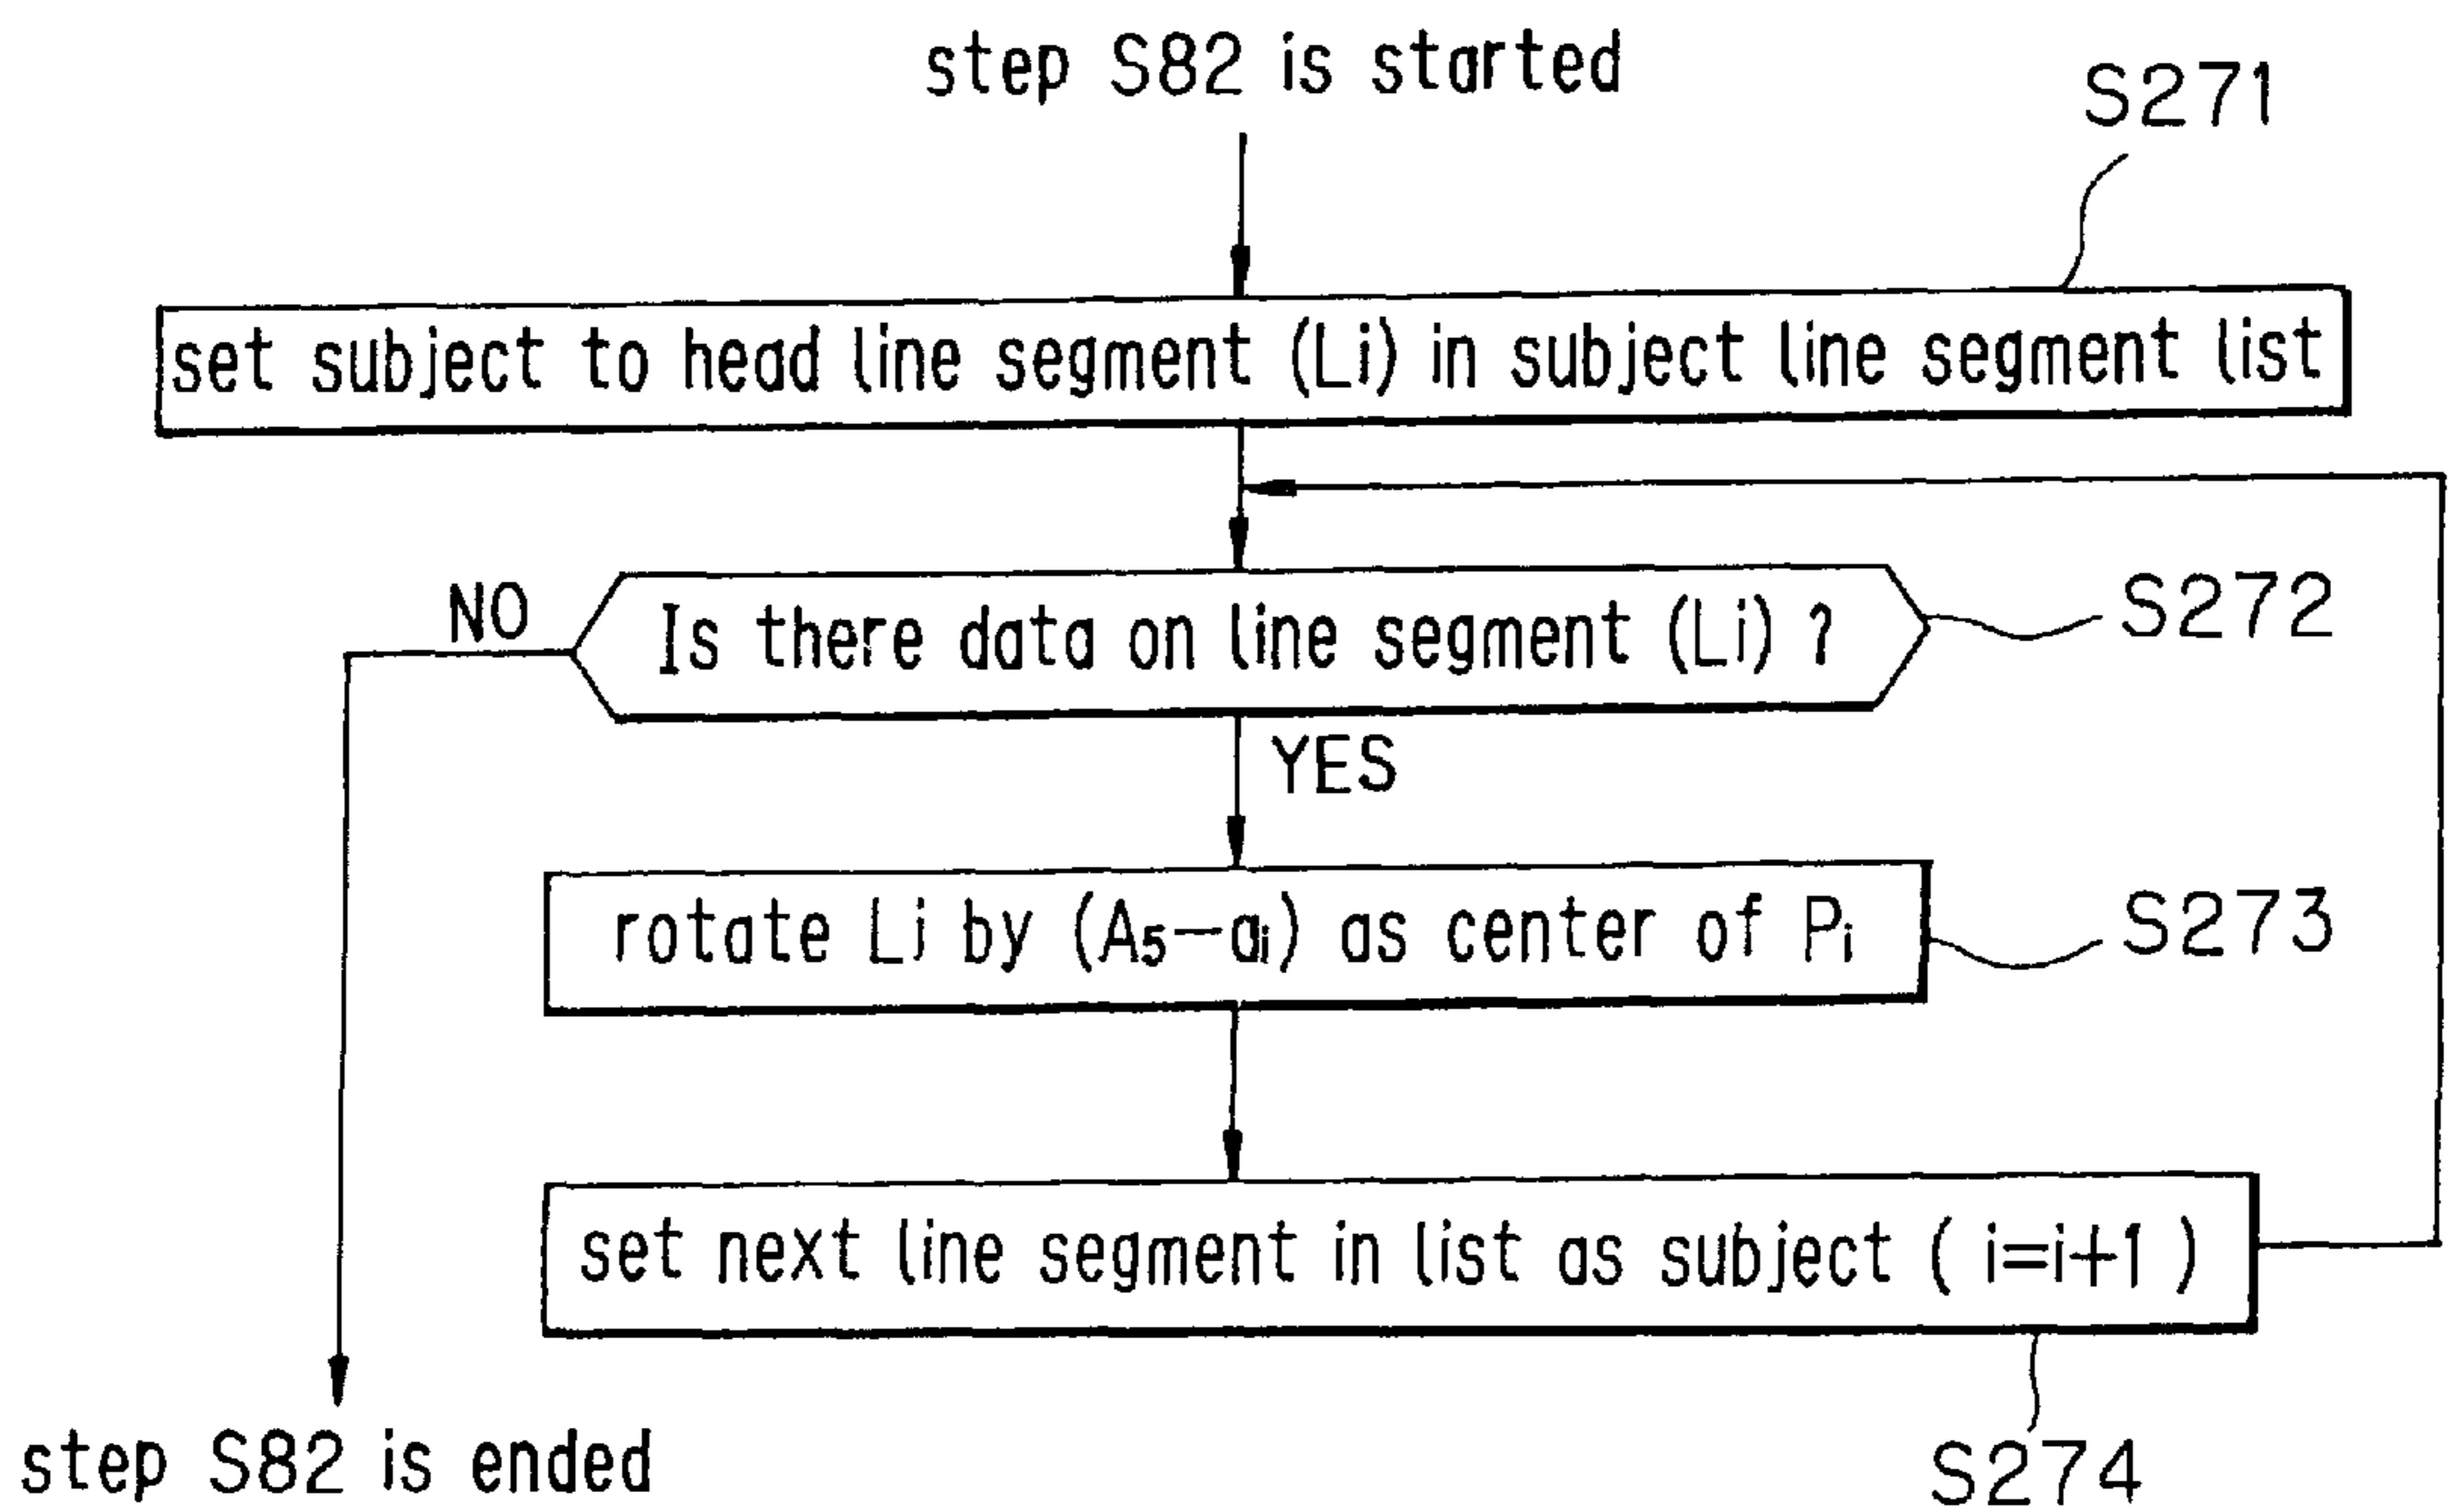 step S82 is started
S271
set subject to head line segment (Li) in subject line segment list
NO
Is there data on line segment (Li) ?
S272
YES
rotate Li by (A₅−aᵢ) as center of Pᵢ
S273
set next line segment in list as subject ( i=i+1 )
step S82 is ended
S274